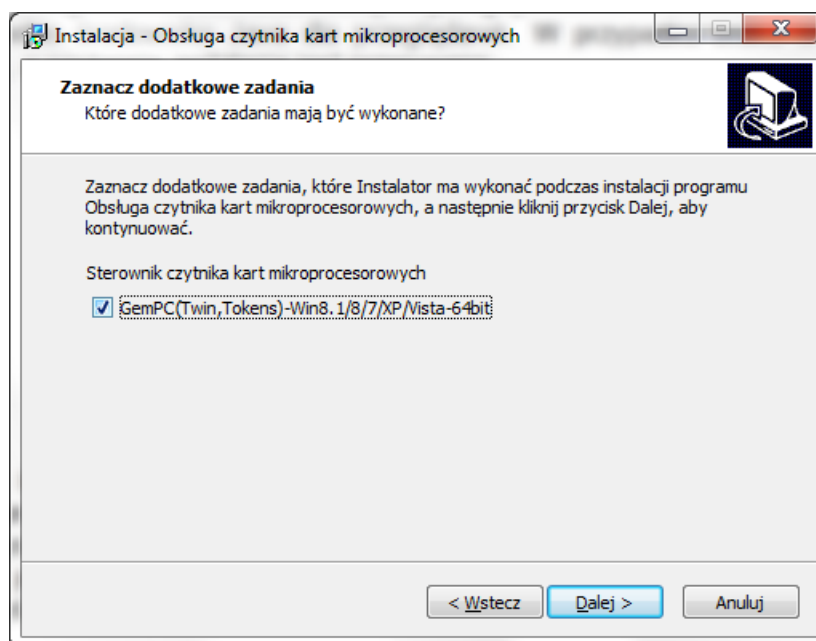 Instalacja - Obsługa czytnika kart mikroprocesorowych
Zaznacz dodatkowe zadania
Które dodatkowe zadania mają być wykonane?
Zaznacz dodatkowe zadania, które Instalator ma wykonać podczas instalacji programu
Obsługa czytnika kart mikroprocesorowych, a następnie kliknij przycisk Dalej, aby
kontynuować.
Sterownik czytnika kart mikroprocesorowych
GemPC(Twin,Tokens)-Win8.1/8/7/XP/Vista-64bit
< Wstecz
Dalej >
Anuluj